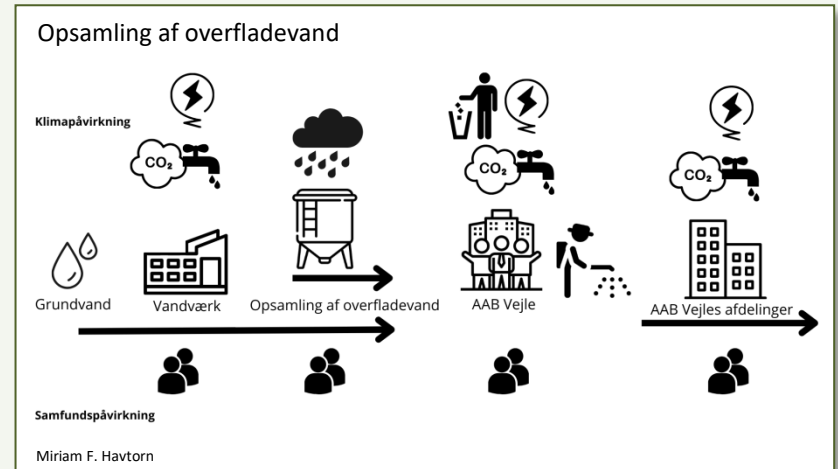 Opsamling af overfladevand
Klimapåvirkning
CO₂
CO₂
CO₂
Grundvand
Vandværk
Opsamling af overfladevand
AAB Vejle
AAB Vejles afdelinger
Samfundspåvirkning
Miriam F. Havtorn